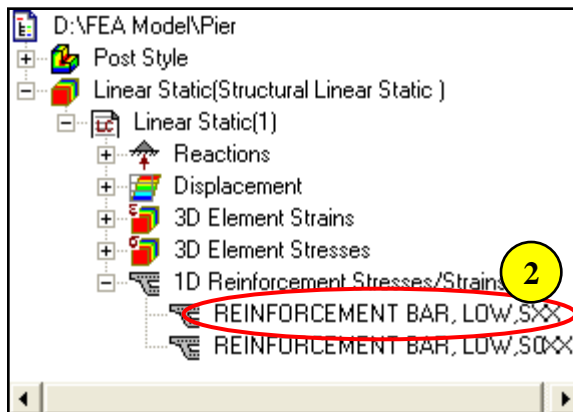 D:\FEA Model\Pier
Post Style
Linear Static(Structural Linear Static )
Linear Static(1)
Reactions
Displacement
3D Element Strains
3D Element Stresses
1D Reinforcement Stresses/Strains
2
REINFORCEMENT BAR, LOW,SXX
REINFORCEMENT BAR, LOW,S0XX